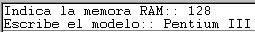 Indica la memoria RAM:: 128
Escribe el modelo:: Pentium III